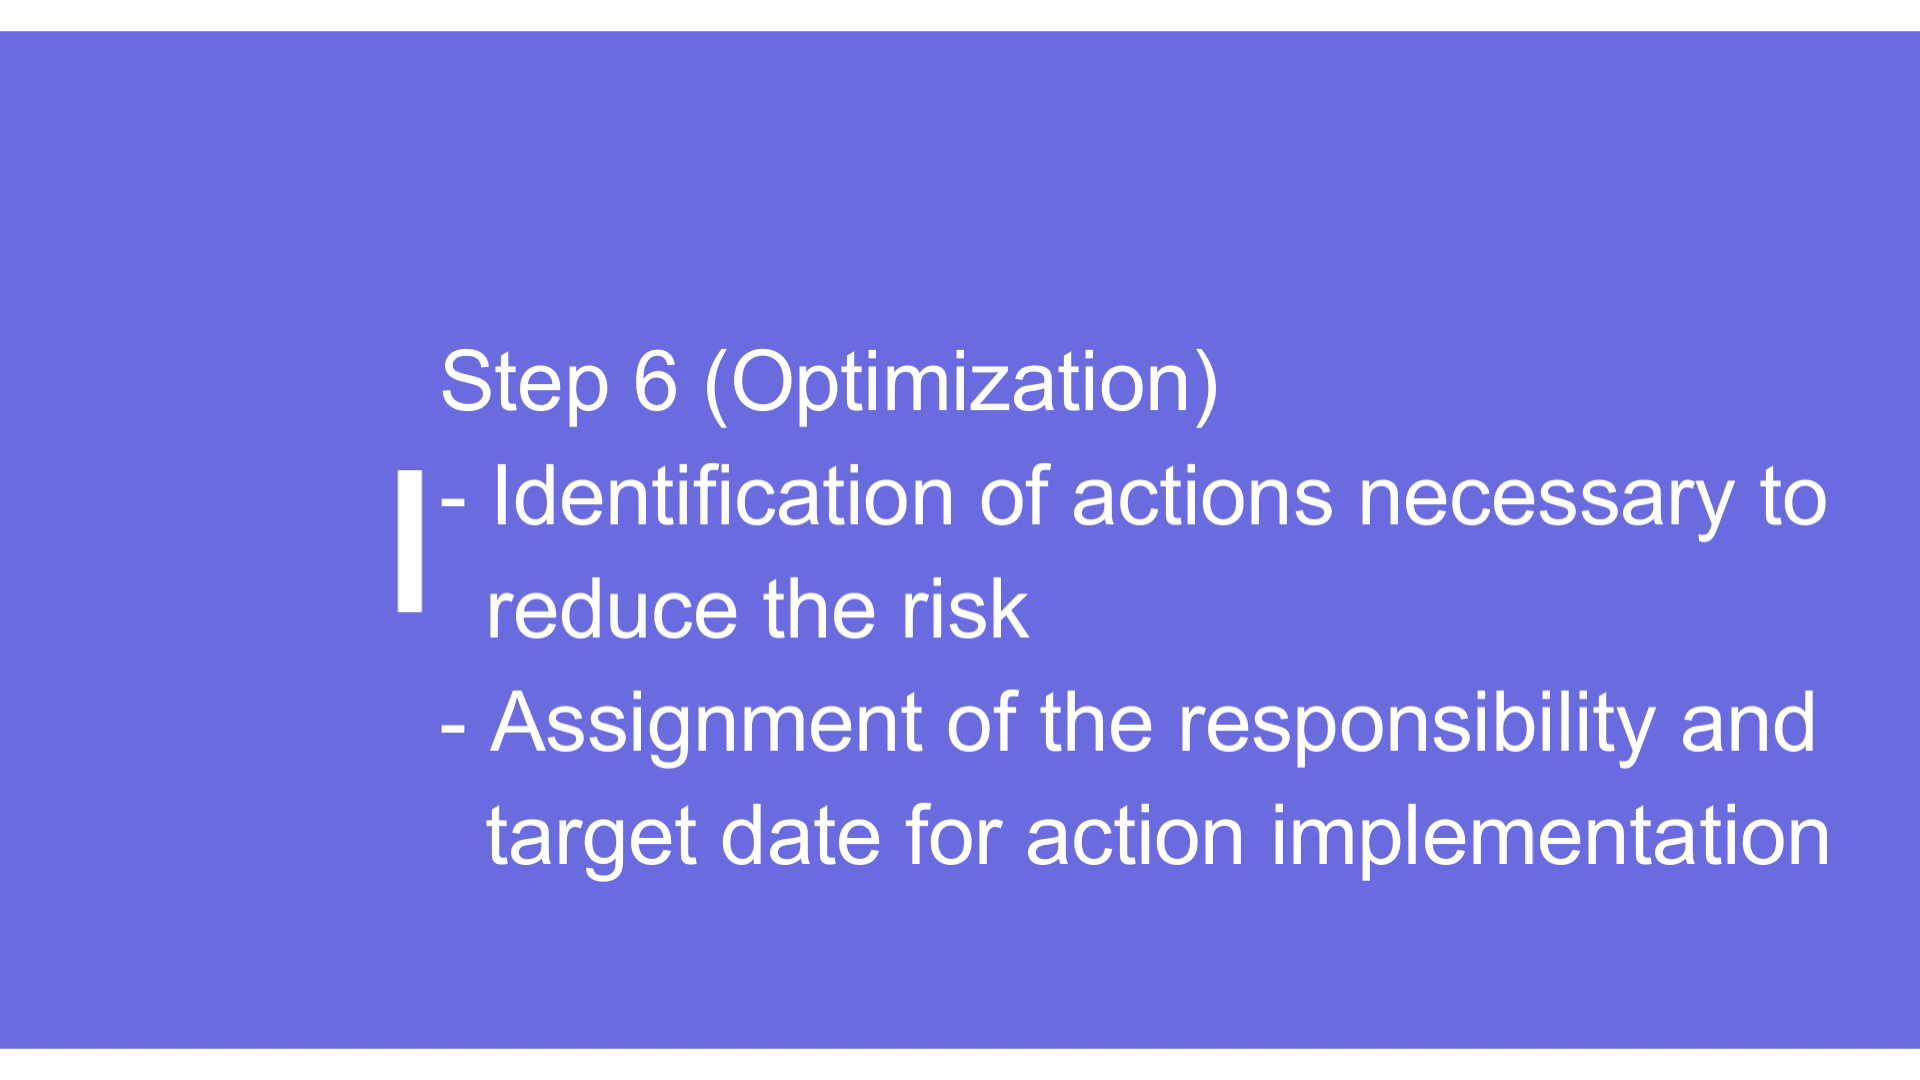 Step 6 (Optimization)
- Identification of actions necessary to
reduce the risk
- Assignment of the responsibility and
target date for action implementation